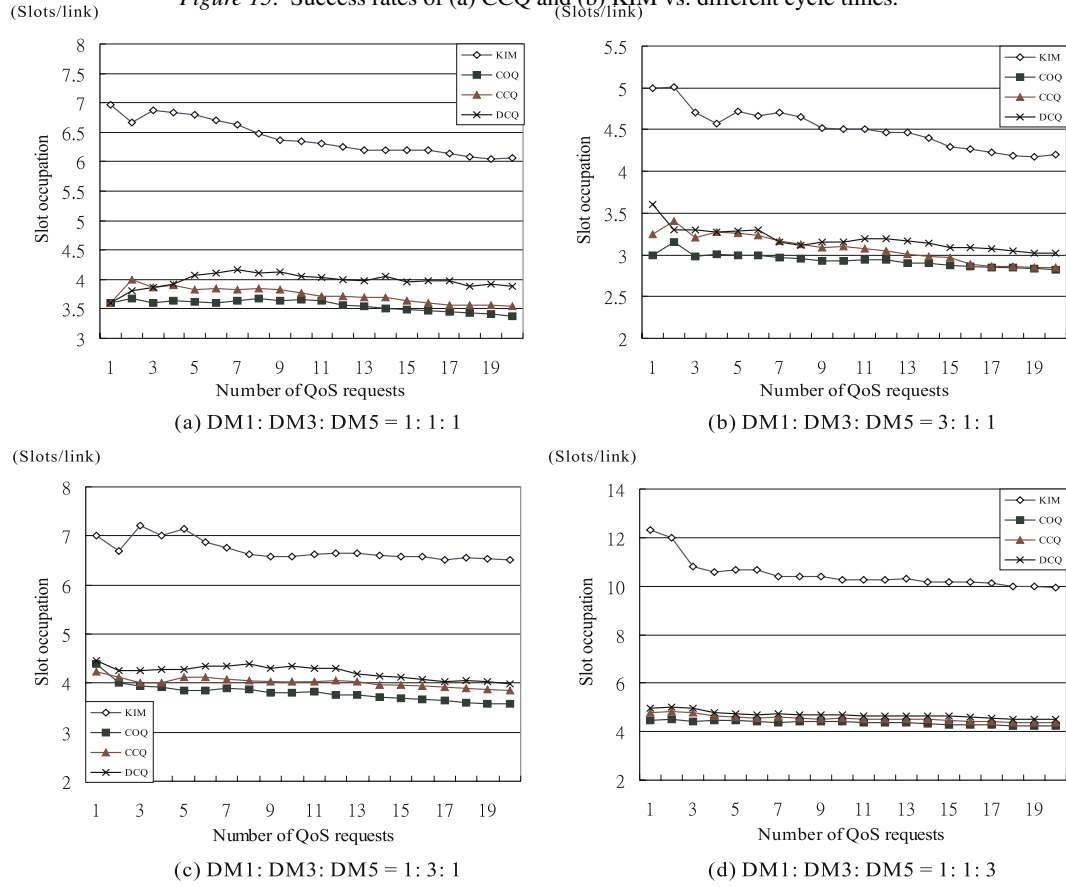 Figure 15. Success rates of (a) CCQ and (b) KIM vs. different cycle times.
(Slots/link)
8
7.5
7
6.5
6
5.5
5
4.5
4
3.5
3
Slot occupation
KIM
COQ
CCQ
DCQ
1 3 5 7 9 11 13 15 17 19
Number of QoS requests
(a) DM1: DM3: DM5 = 1: 1: 1
(Slots/link)
5.5
5
4.5
4
3.5
3
2.5
2
Slot occupation
KIM
COQ
CCQ
DCQ
1 3 5 7 9 11 13 15 17 19
Number of QoS requests
(b) DM1: DM3: DM5 = 3: 1: 1
(Slots/link)
8
7
6
5
4
3
2
Slot occupation
KIM
COQ
CCQ
DCQ
1 3 5 7 9 11 13 15 17 19
Number of QoS requests
(c) DM1: DM3: DM5 = 1: 3: 1
(Slots/link)
14
12
10
8
6
4
2
Slot occupation
KIM
COQ
CCQ
DCQ
1 3 5 7 9 11 13 15 17 19
Number of QoS requests
(d) DM1: DM3: DM5 = 1: 1: 3